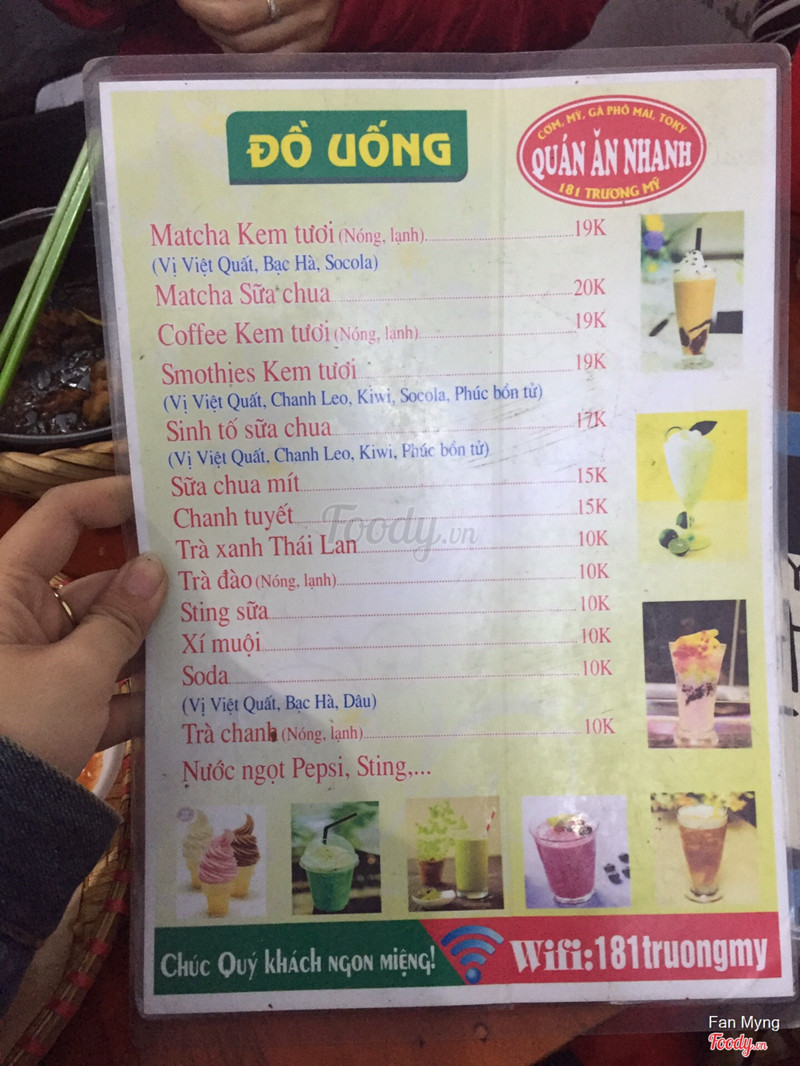 ĐỒ UỐNG
CƠM, MỲ, GÀ PHÔ MAI, TOKY
QUÁN ĂN NHANH
181 TRƯƠNG MỸ
Matcha Kem tươi (Nóng, lạnh) 19K
(Vị Việt Quất, Bạc Hà, Socola)
Matcha Sữa chua 20K
Coffee Kem tươi (Nóng, lạnh) 19K
Smothies Kem tươi 19K
(Vị Việt Quất, Chanh Leo, Kiwi, Socola, Phúc bồn tử)
Sinh tố sữa chua 17K
(Vị Việt Quất, Chanh Leo, Kiwi, Phúc bồn tử)
Sữa chua mít 15K
Chanh tuyết 15K
Foody.vn
Trà xanh Thái Lan 10K
Trà đào (Nóng, lạnh) 10K
Sting sữa 10K
Xí muội 10K
Soda 10K
(Vị Việt Quất, Bạc Hà, Dâu)
Trà chanh (Nóng, lạnh) 10K
Nước ngọt Pepsi, Sting,...
CHÚC QUÝ KHÁCH NGON MIỆNG!
Wifi:181truongmy
Fan Myng
Foody.vn